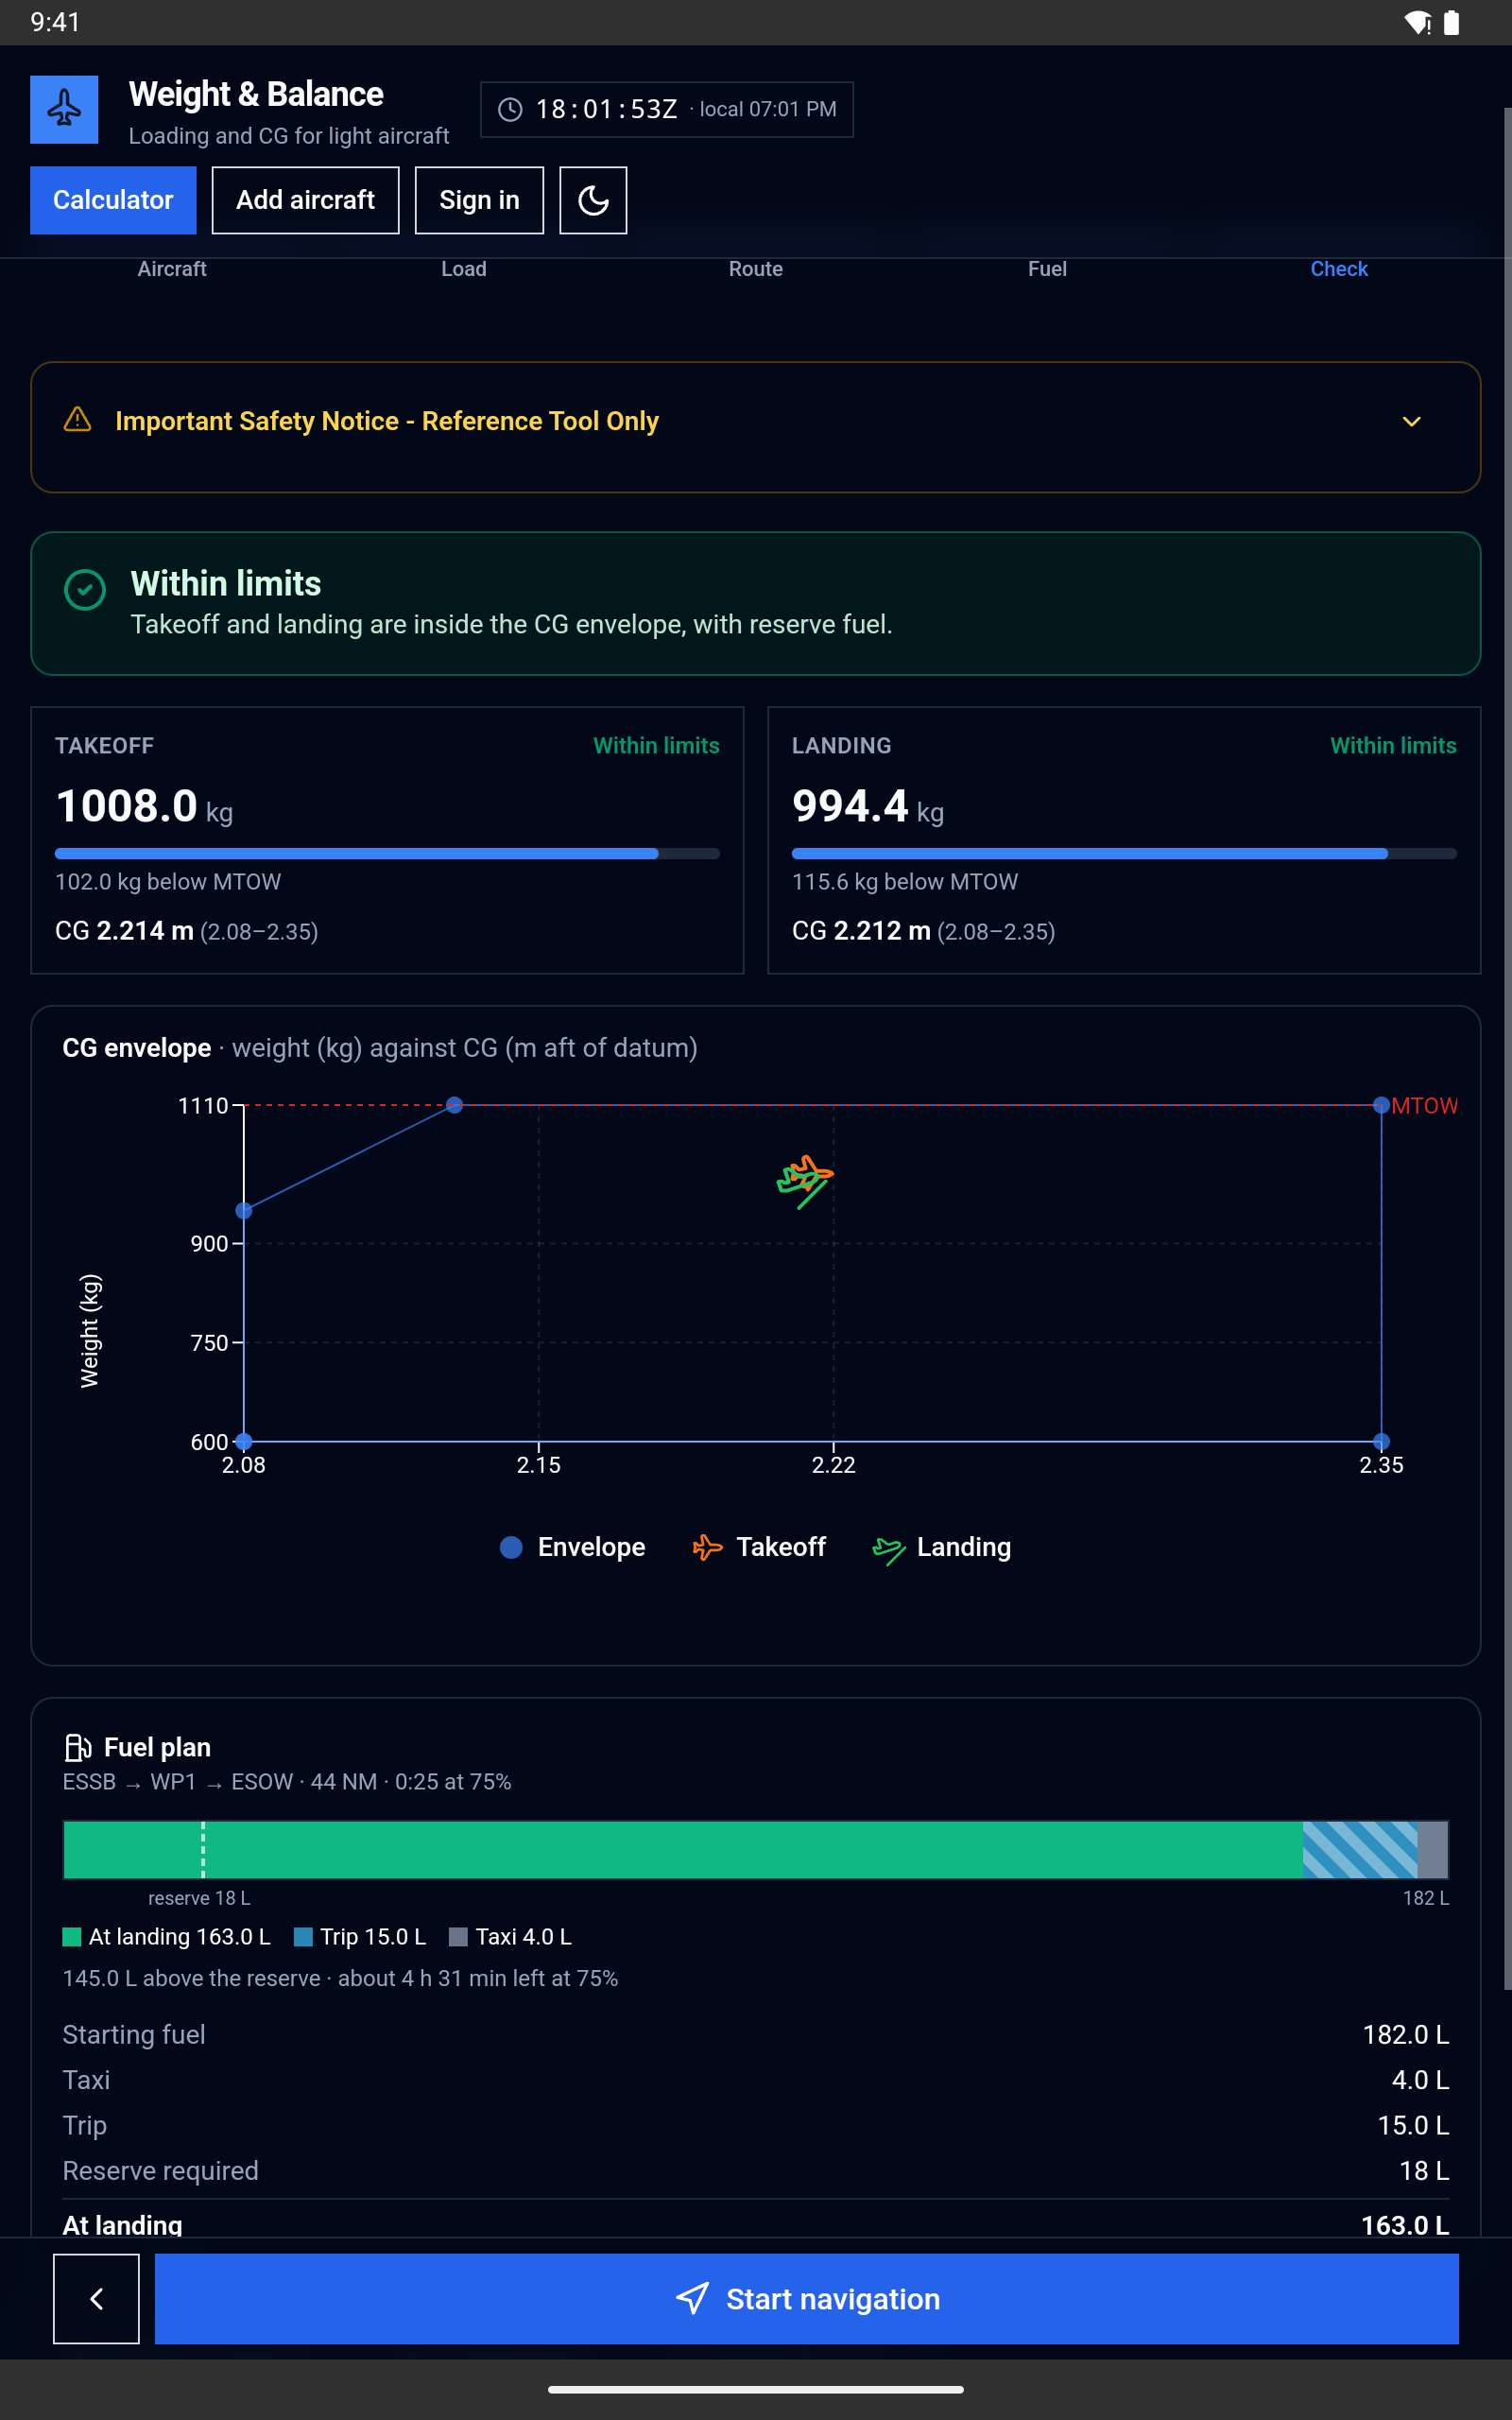 9:41
Weight & Balance
Loading and CG for light aircraft
18:01:53Z · local 07:01 PM
Calculator
Add aircraft
Sign in
Aircraft
Load
Route
Fuel
Check
Important Safety Notice - Reference Tool Only
Within limits
Takeoff and landing are inside the CG envelope, with reserve fuel.
TAKEOFF
Within limits
1008.0 kg
102.0 kg below MTOW
CG 2.214 m (2.08–2.35)
LANDING
Within limits
994.4 kg
115.6 kg below MTOW
CG 2.212 m (2.08–2.35)
CG envelope · weight (kg) against CG (m aft of datum)
1110
MTOW
900
750
600
Weight (kg)
2.08
2.15
2.22
2.35
Envelope
Takeoff
Landing
Fuel plan
ESSB → WP1 → ESOW · 44 NM · 0:25 at 75%
reserve 18 L
182 L
At landing 163.0 L
Trip 15.0 L
Taxi 4.0 L
145.0 L above the reserve · about 4 h 31 min left at 75%
Starting fuel 182.0 L
Taxi 4.0 L
Trip 15.0 L
Reserve required 18 L
At landing 163.0 L
Start navigation